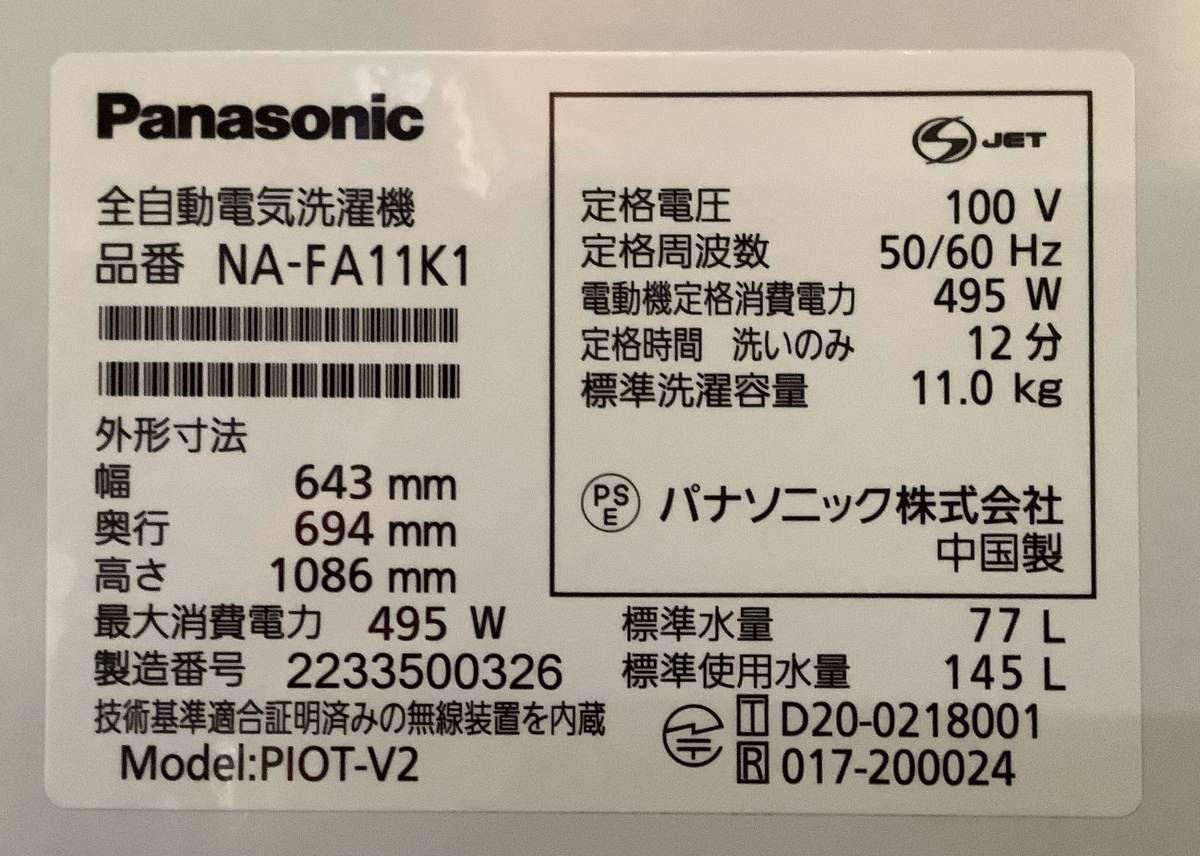 Panasonic
全自動電気洗濯機
品番 NA-FA11K1
外形寸法
幅 643 mm
奥行 694 mm
高さ 1086 mm
最大消費電力 495 W
製造番号 2233500326
技術基準適合証明済みの無線装置を内蔵
Model:PIOT-V2
S JET
定格電圧 100 V
定格周波数 50/60 Hz
電動機定格消費電力 495 W
定格時間 洗いのみ 12 分
標準洗濯容量 11.0 kg
PS
E パナソニック株式会社
中国製
標準水量 77 L
標準使用水量 145 L
T D20-0218001
R 017-200024